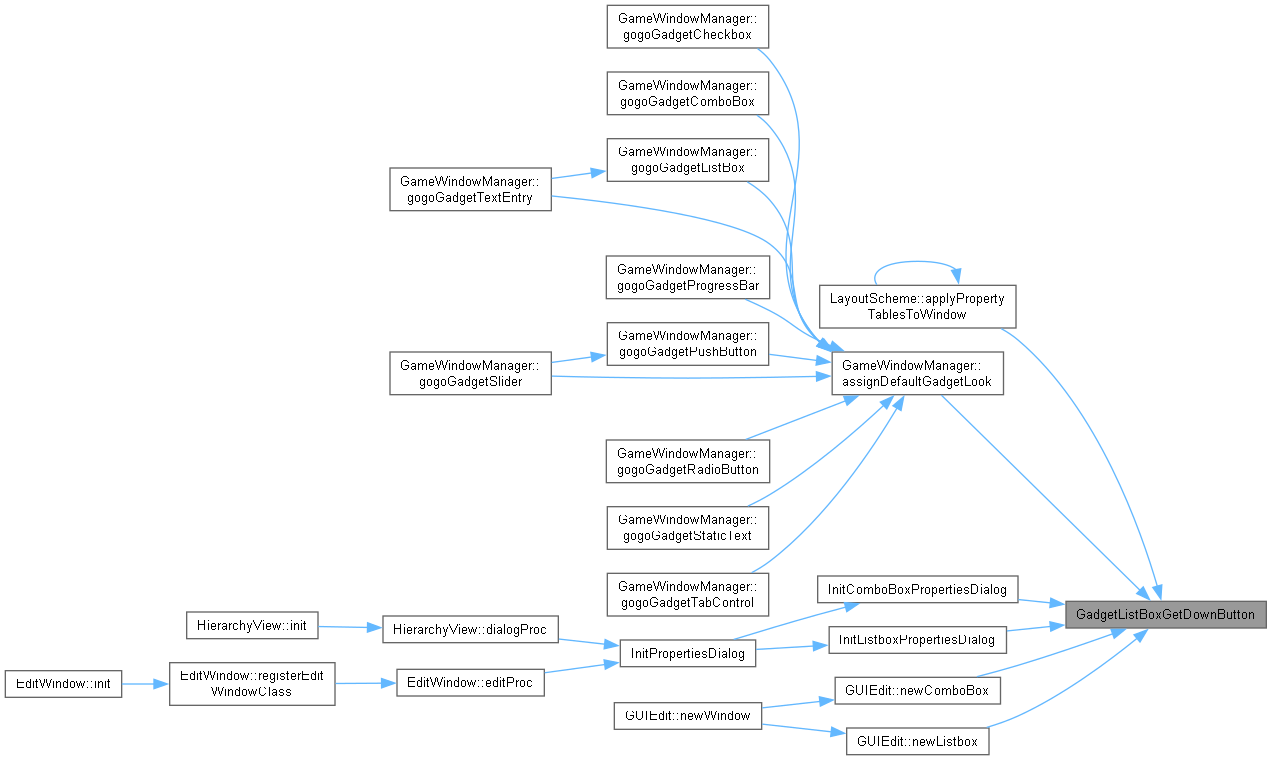 GameWindowManager::
gogoGadgetCheckbox
GameWindowManager::
gogoGadgetComboBox
GameWindowManager::
gogoGadgetListBox
GameWindowManager::
gogoGadgetTextEntry
GameWindowManager::
gogoGadgetProgressBar
LayoutScheme::applyProperty
TablesToWindow
GameWindowManager::
gogoGadgetPushButton
GameWindowManager::
gogoGadgetSlider
GameWindowManager::
assignDefaultGadgetLook
GameWindowManager::
gogoGadgetRadioButton
GameWindowManager::
gogoGadgetStaticText
GameWindowManager::
gogoGadgetTabControl
InitComboBoxPropertiesDialog
GadgetListBoxGetDownButton
HierarchyView::init
HierarchyView::dialogProc
InitListboxPropertiesDialog
InitPropertiesDialog
EditWindow::init
EditWindow::registerEdit
WindowClass
EditWindow::editProc
GUIEdit::newComboBox
GUIEdit::newWindow
GUIEdit::newListbox